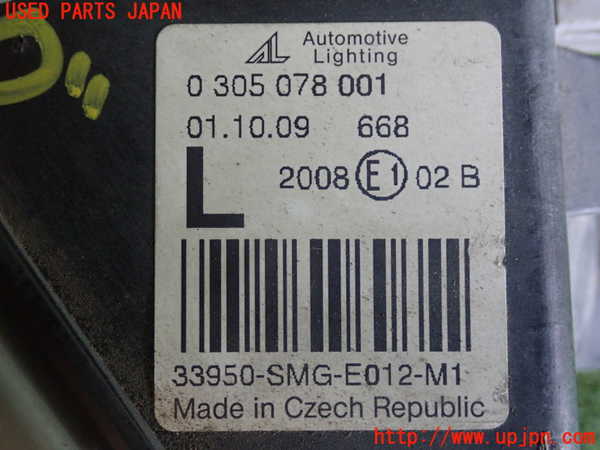 USED PARTS JAPAN
AL Automotive
Lighting
0 305 078 001
01.10.09 668
L 2008 E1 02 B
33950-SMG-E012-M1
Made in Czech Republic
http://www.upjpn.com/